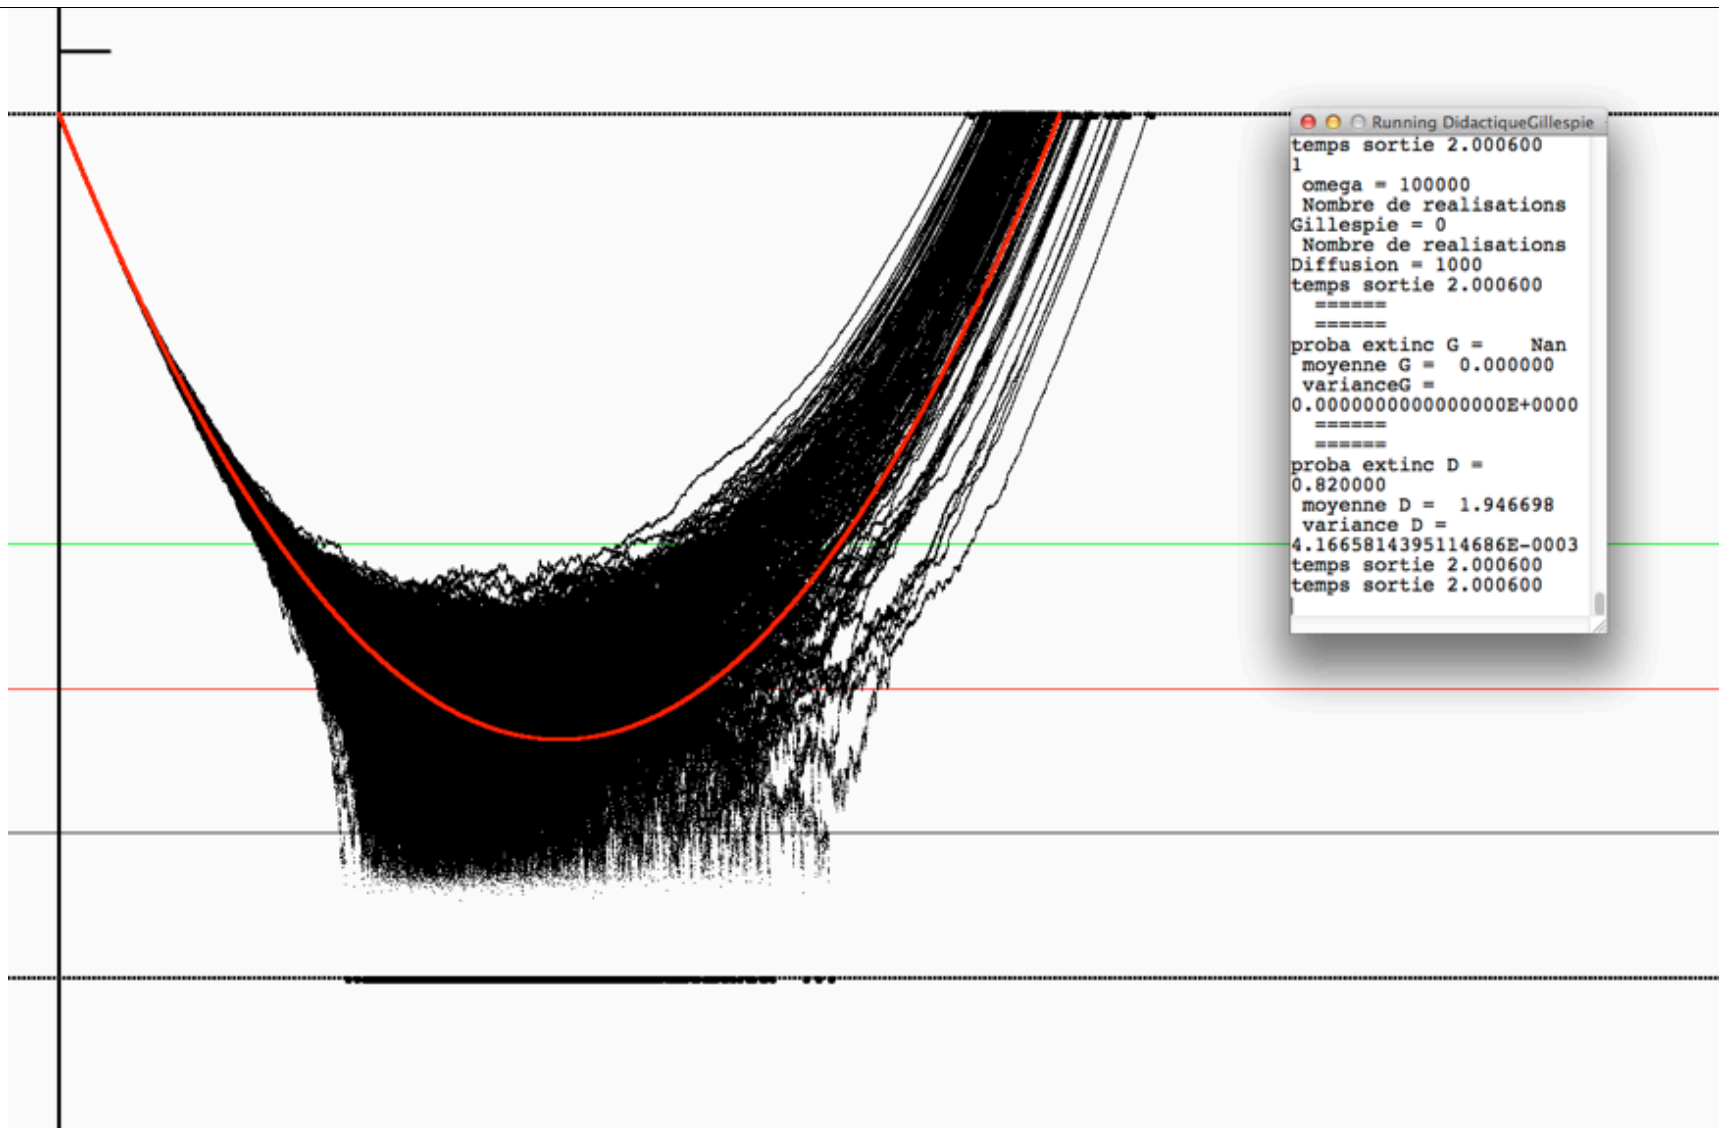 Running DidactiqueGillespie
temps sortie 2.000600
1
omega = 100000
Nombre de realisations
Gillespie = 0
Nombre de realisations
Diffusion = 1000
temps sortie 2.000600
======
======
proba extinc G = Nan
moyenne G = 0.000000
varianceG =
0.0000000000000000E+0000
======
======
proba extinc D =
0.820000
moyenne D = 1.946698
variance D =
4.1665814395114686E-0003
temps sortie 2.000600
temps sortie 2.000600